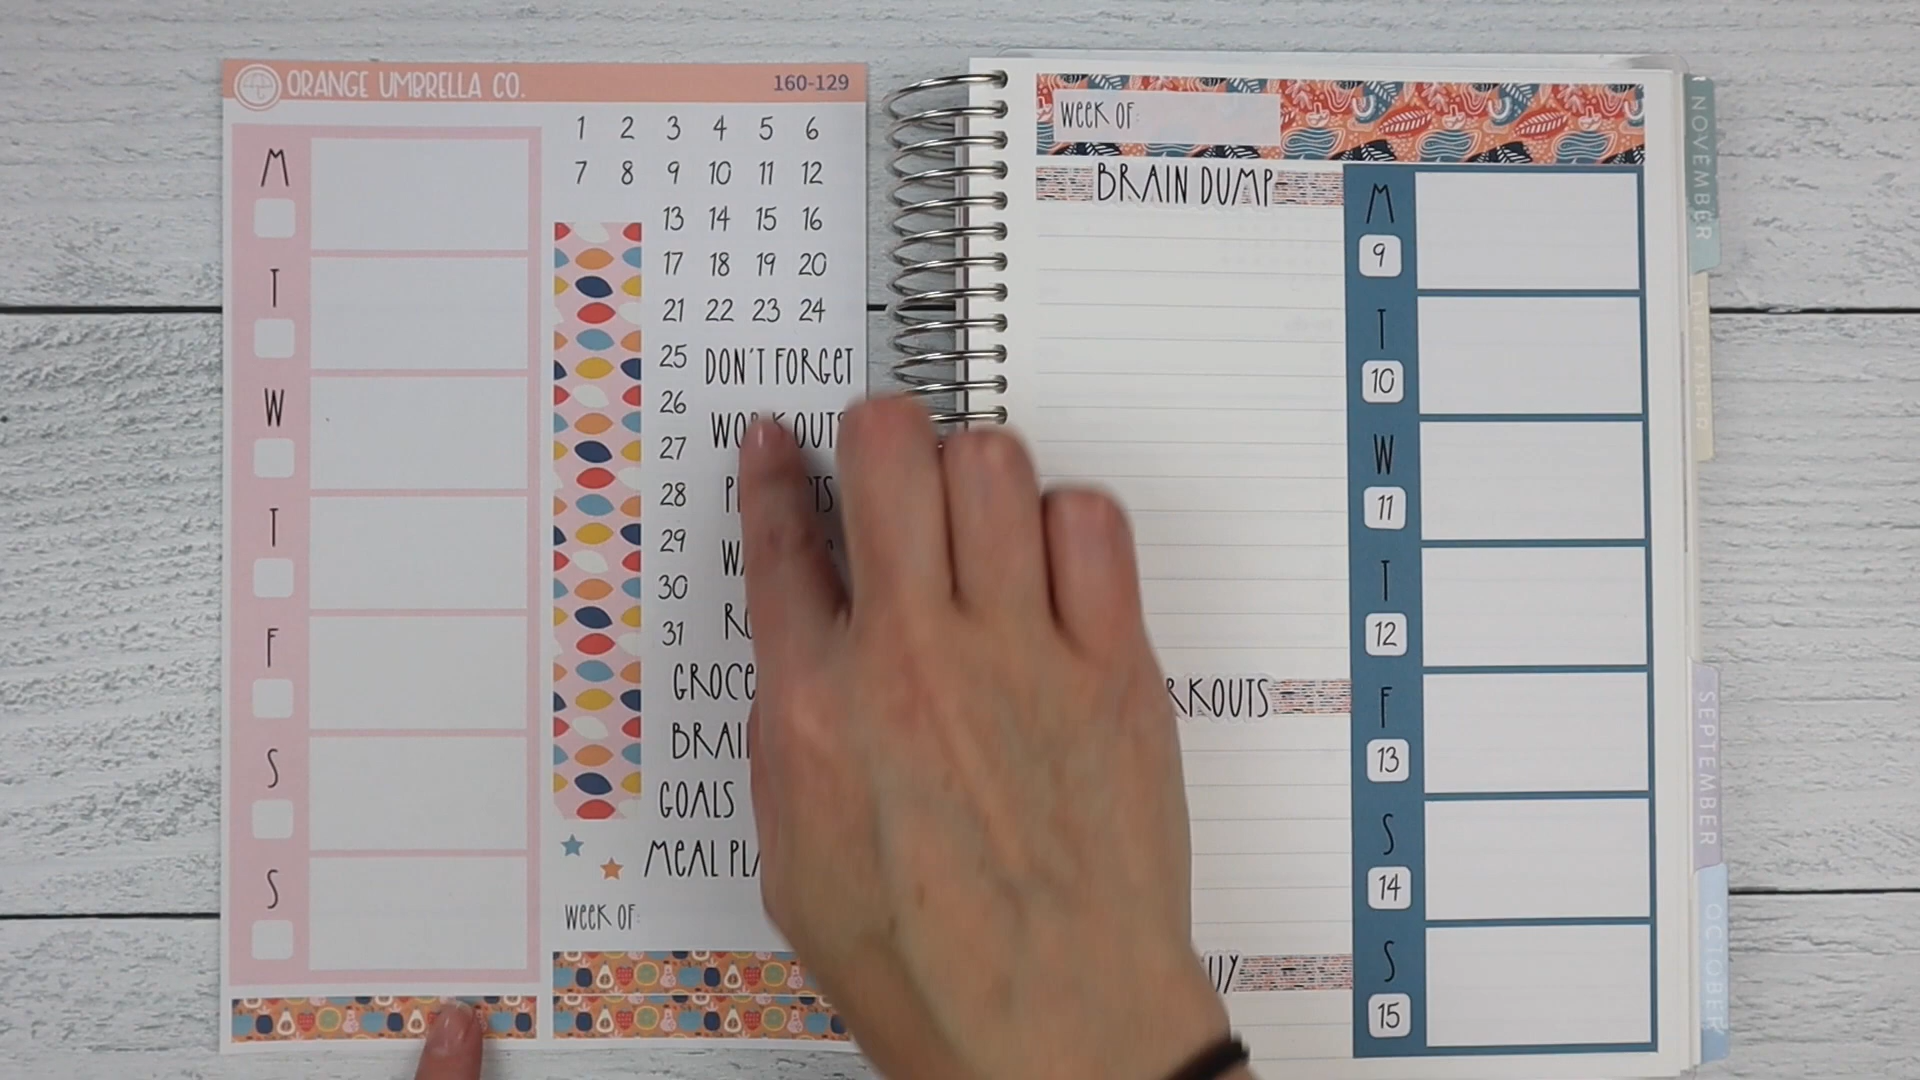 ORANGE UMBRELLA CO.
160-129
M
T
W
T
F
S
S
1 2 3 4 5 6
7 8 9 10 11 12
13 14 15 16
17 18 19 20
21 22 23 24
25
26
27
28
29
30
31
DON'T FORGET
GOALS
MEAL
WEEK OF:
WEEK OF:
BRAIN DUMP
M
9
T
10
W
11
T
12
F
13
S
14
S
15
NOVEMBER
DECEMBER
SEPTEMBER
OCTOBER